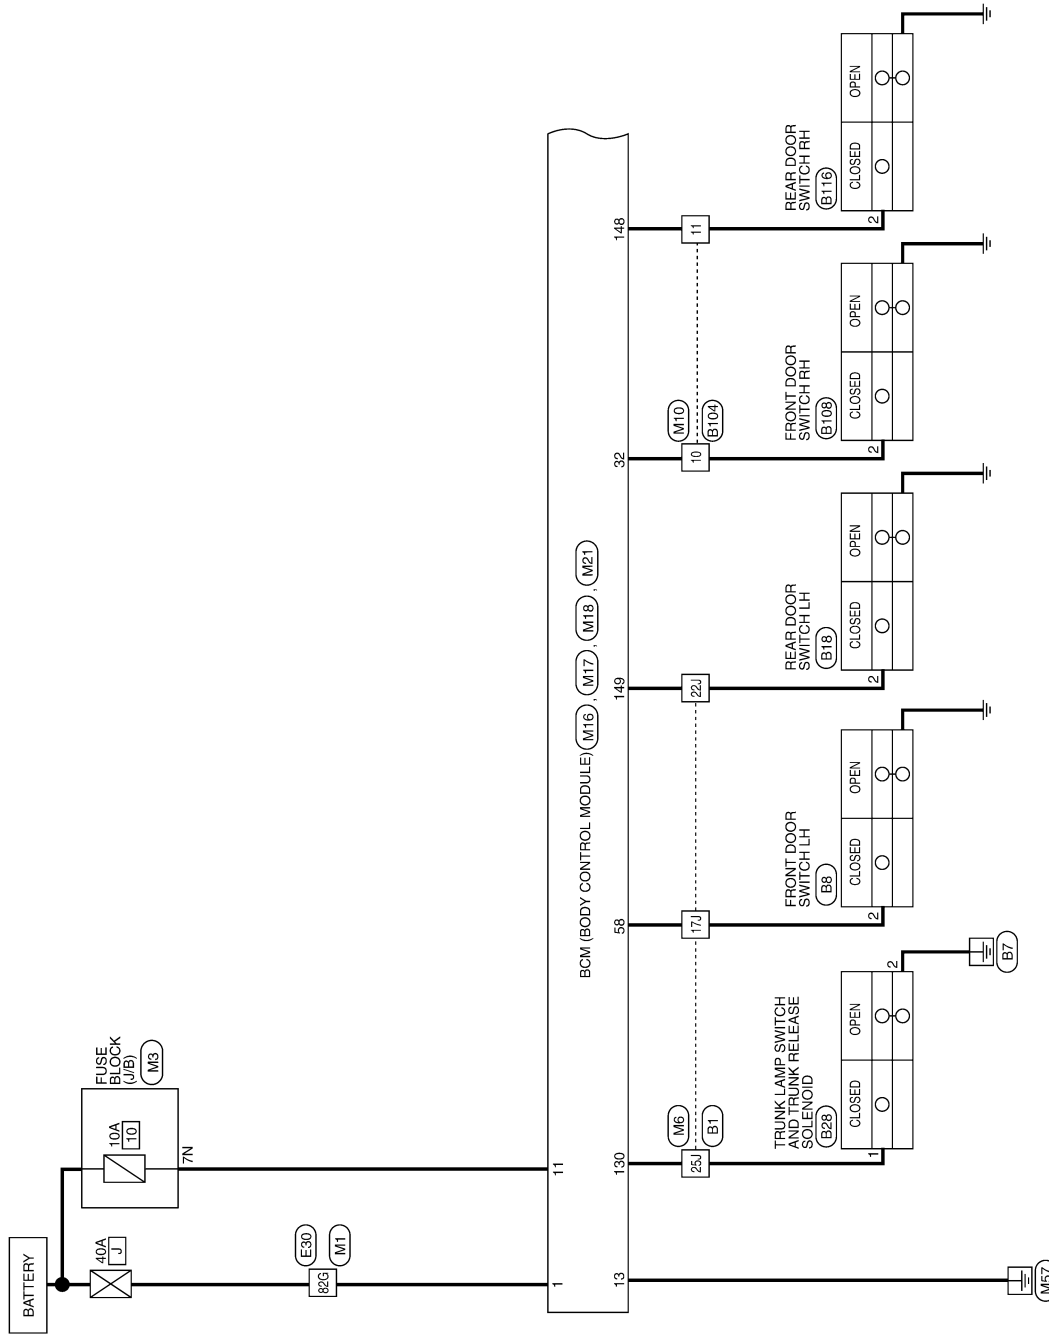 BATTERY
40A
J
10A
10
FUSE
BLOCK
(J/B)
M3
7N
E30
82G
M1
1
11
BCM (BODY CONTROL MODULE) M16 , M17 , M18 , M21
13
130
58
149
32
148
M6
25J
B1
17J
22J
M10
10
B104
11
TRUNK LAMP SWITCH
AND TRUNK RELEASE
SOLENOID
B28
CLOSED
OPEN
1
2
B7
FRONT DOOR
SWITCH LH
B8
CLOSED
OPEN
2
REAR DOOR
SWITCH LH
B18
CLOSED
OPEN
2
FRONT DOOR
SWITCH RH
B108
CLOSED
OPEN
2
REAR DOOR
SWITCH RH
B116
CLOSED
OPEN
2
M57